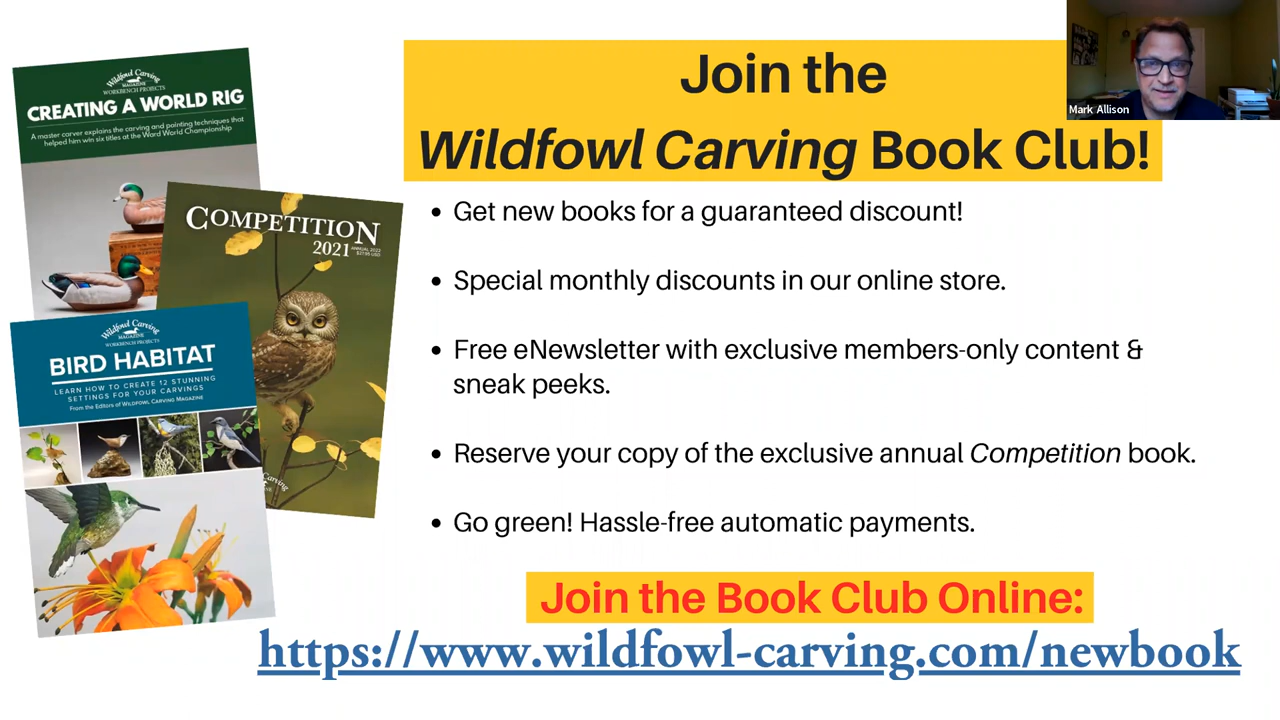 Wildfowl Carving
MAGAZINE
WORKBENCH PROJECTS
CREATING A WORLD RIG
A master carver explains the carving and painting techniques that
helped him win six titles at the Ward World Championship
COMPETITION
2021
ANNUAL 2022
$27.95 USD
Wildfowl Carving
MAGAZINE
WORKBENCH PROJECTS
BIRD HABITAT
LEARN HOW TO CREATE 12 STUNNING
SETTINGS FOR YOUR CARVINGS
From the Editors of WILDFOWL CARVING MAGAZINE
Join the
Wildfowl Carving Book Club!
Mark Allison
• Get new books for a guaranteed discount!
• Special monthly discounts in our online store.
• Free eNewsletter with exclusive members-only content &
sneak peeks.
• Reserve your copy of the exclusive annual Competition book.
• Go green! Hassle-free automatic payments.
Join the Book Club Online:
https://www.wildfowl-carving.com/newbook